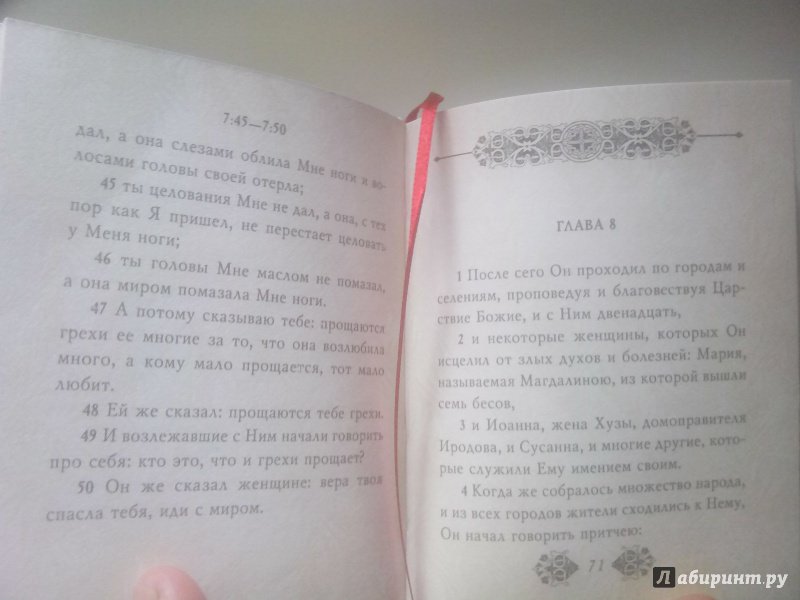 7:45—7:50
дал, а она слезами облила Мне ноги и во-
лосами головы своей отерла;
45 ты целования Мне не дал, а она, с тех
пор как Я пришел, не перестает целовать
у Меня ноги;
46 ты головы Мне маслом не помазал,
а она миром помазала Мне ноги.
47 А потому сказываю тебе: прощаются
грехи ее многие за то, что она возлюбила
много, а кому мало прощается, тот мало
любит.
48 Ей же сказал: прощаются тебе грехи.
49 И возлежавшие с Ним начали говорить
про себя: кто это, что и грехи прощает?
50 Он же сказал женщине: вера твоя
спасла тебя, иди с миром.
ГЛАВА 8
1 После сего Он проходил по городам и
селениям, проповедуя и благовествуя Цар-
ствие Божие, и с Ним двенадцать,
2 и некоторые женщины, которых Он
исцелил от злых духов и болезней: Мария,
называемая Магдалиною, из которой вышли
семь бесов,
3 и Иоанна, жена Хузы, домоправителя
Иродова, и Сусанна, и многие другие, кото-
рые служили Ему имением своим.
4 Когда же собралось множество народа,
и из всех городов жители сходились к Нему,
Он начал говорить притчею:
71
Лабиринт.ру